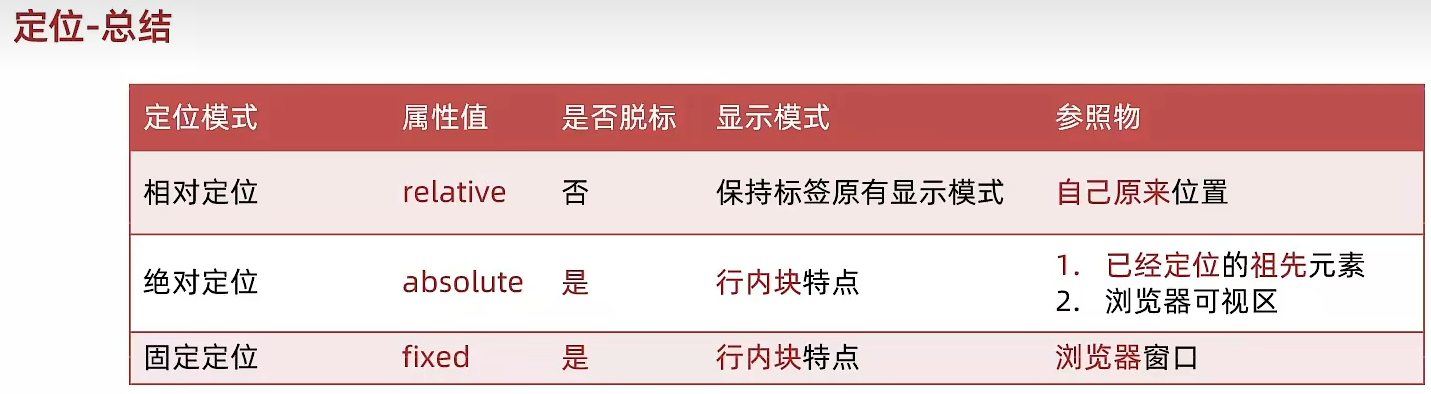 定位-总结
定位模式 属性值 是否脱标 显示模式 参照物
相对定位 relative 否 保持标签原有显示模式 自己原来位置
绝对定位 absolute 是 行内块特点 1. 已经定位的祖先元素
2. 浏览器可视区
固定定位 fixed 是 行内块特点 浏览器窗口